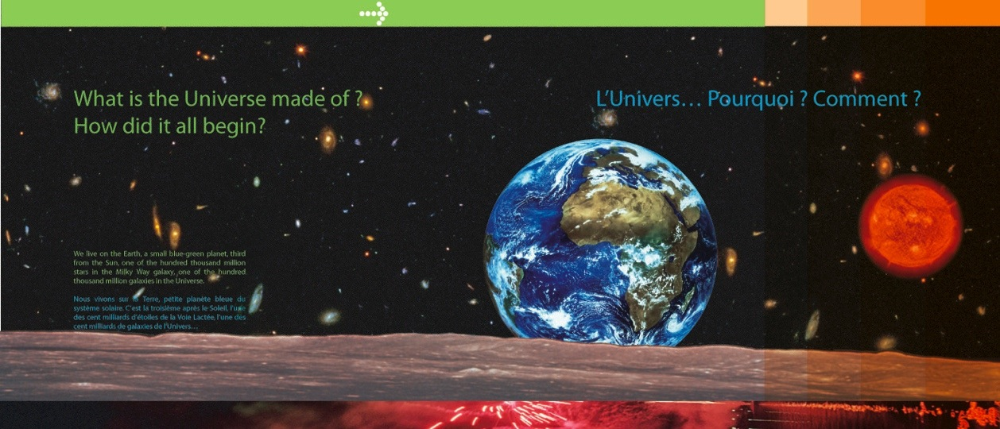 What is the Universe made of ?
How did it all begin?
L'Univers… Pourquoi ? Comment ?
We live on the Earth, a small blue-green planet, third
from the Sun, one of the hundred thousand million
stars in the Milky Way galaxy, one of the hundred
thousand million galaxies in the Universe.
Nous vivons sur la Terre, petite planète bleue du
système solaire. C'est la troisième après le Soleil, l'une
des cent milliards d'étoiles de la Voie Lactée, l'une des
cent milliards de galaxies de l'Univers…